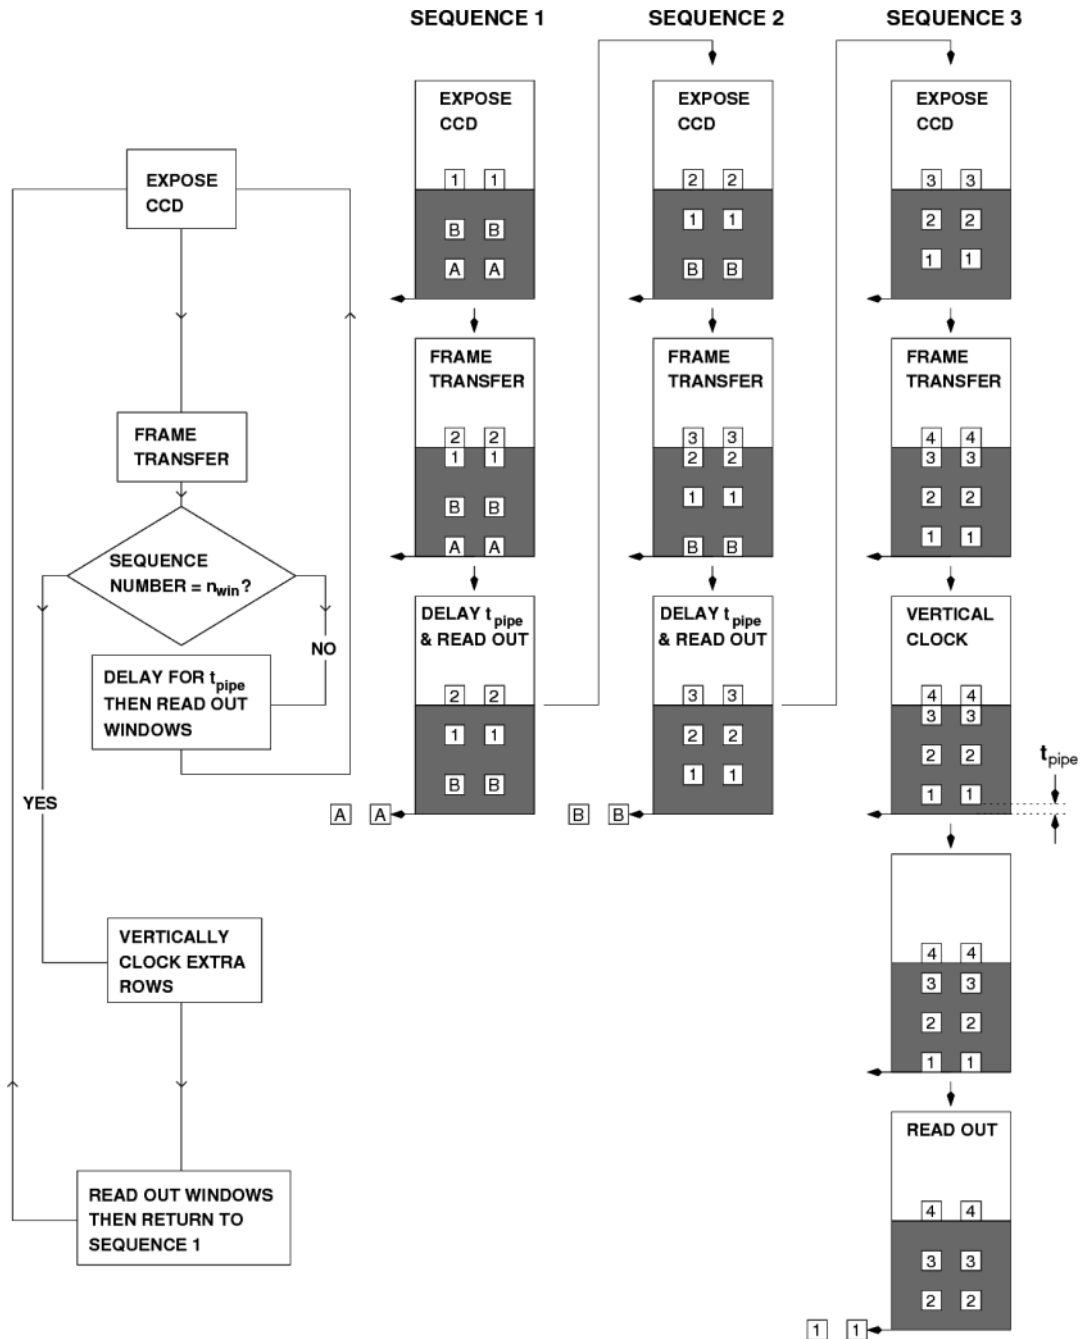 SEQUENCE 1
SEQUENCE 2
SEQUENCE 3
EXPOSE
CCD
FRAME
TRANSFER
SEQUENCE
NUMBER = nwin?
NO
DELAY FOR tpipe
THEN READ OUT
WINDOWS
YES
VERTICALLY
CLOCK EXTRA
ROWS
READ OUT WINDOWS
THEN RETURN TO
SEQUENCE 1
EXPOSE
CCD
1 1
B B
A A
FRAME
TRANSFER
2 2
1 1
B B
A A
DELAY tpipe
& READ OUT
2 2
1 1
B B
A A
EXPOSE
CCD
2 2
1 1
B B
FRAME
TRANSFER
3 3
2 2
1 1
B B
DELAY tpipe
& READ OUT
3 3
2 2
1 1
B B
EXPOSE
CCD
3 3
2 2
1 1
FRAME
TRANSFER
4 4
3 3
2 2
1 1
VERTICAL
CLOCK
4 4
3 3
2 2
1 1
tpipe
4 4
3 3
2 2
1 1
READ OUT
4 4
3 3
2 2
1 1